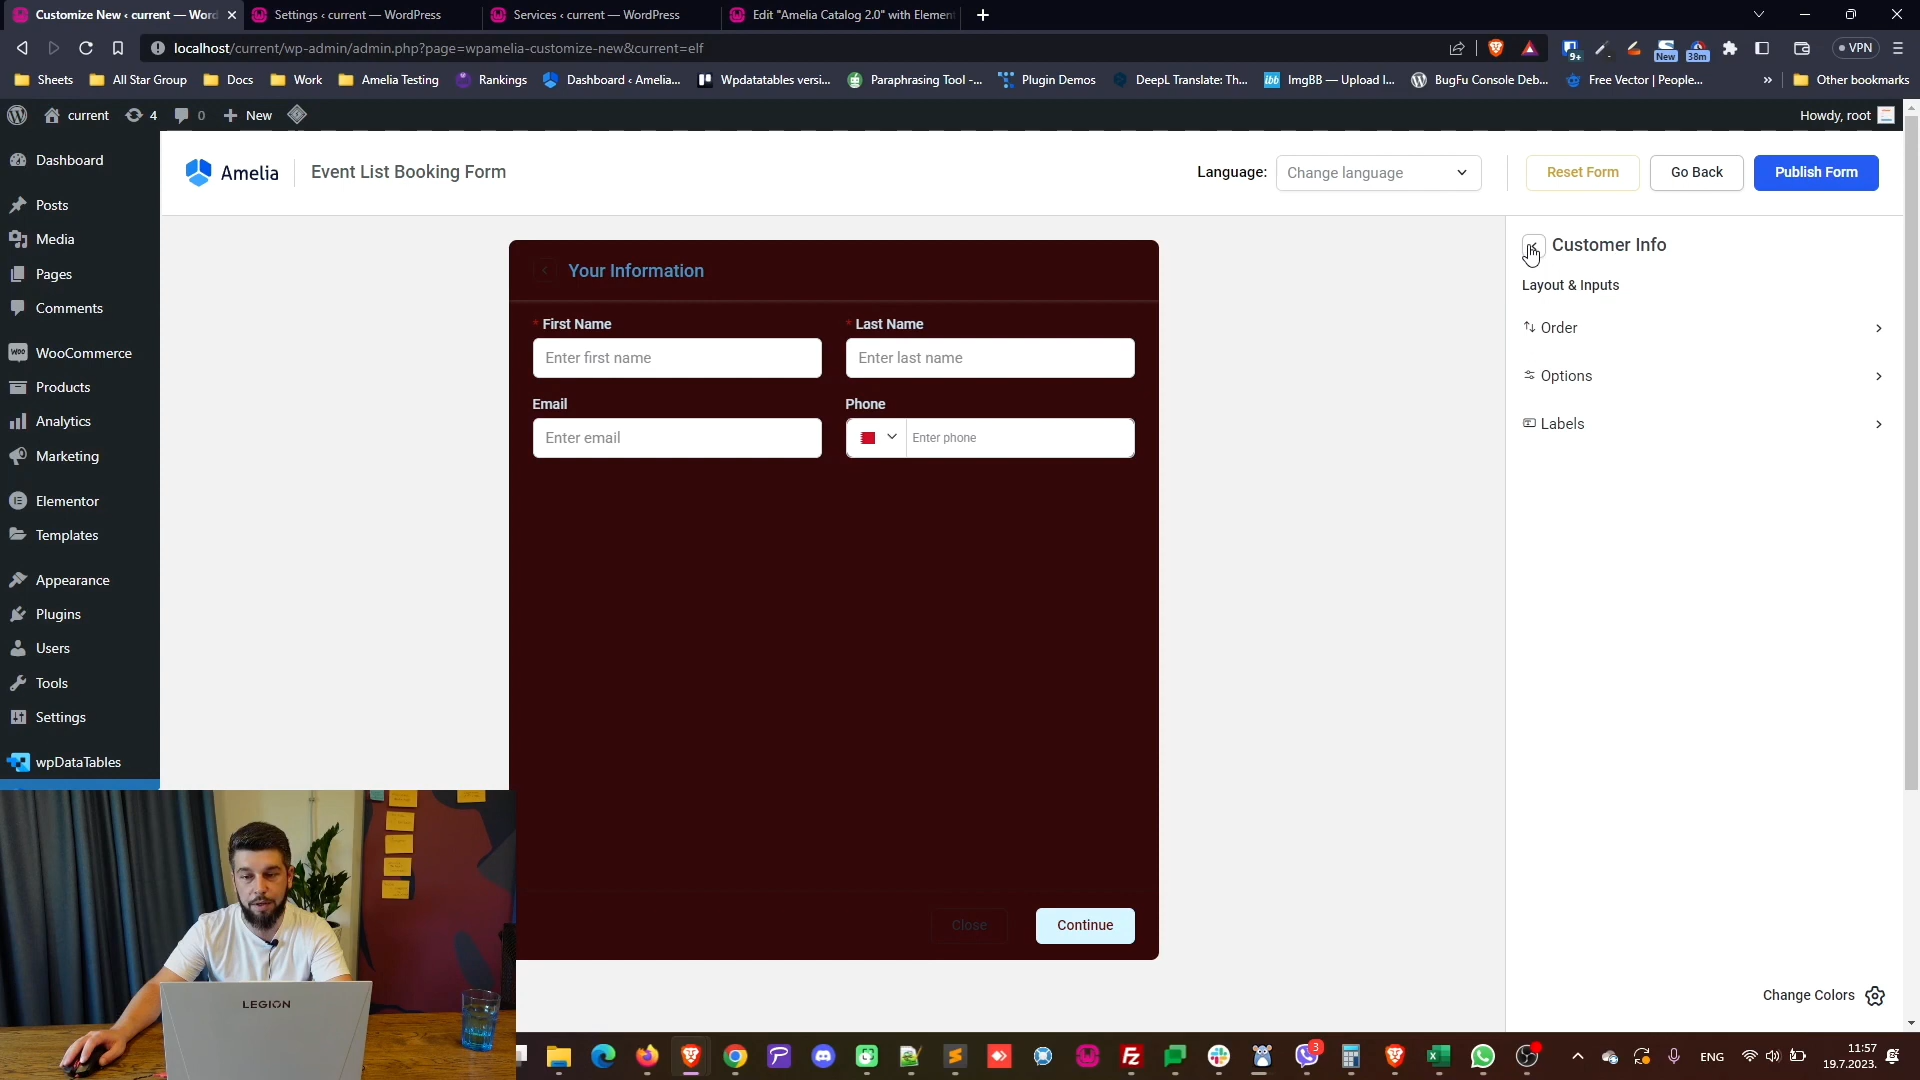 Customize New ‹ current — Word
Settings ‹ current — WordPress
Services ‹ current — WordPress
Edit "Amelia Catalog 2.0" with Elemen
localhost/current/wp-admin/admin.php?page=wpamelia-customize-new&current=elf
9+
New
38m
VPN
Sheets
All Star Group
Docs
Work
Amelia Testing
Rankings
Dashboard ‹ Amelia...
Wpdatatables versi...
Paraphrasing Tool -...
Plugin Demos
DeepL Translate: Th...
ibb
ImgBB — Upload I...
BugFu Console Deb...
Free Vector | People...
»
Other bookmarks
current
4
0
New
Howdy, root
Dashboard
Posts
Media
Pages
Comments
WooCommerce
Products
Analytics
Marketing
Elementor
Templates
Appearance
Plugins
Users
Tools
Settings
wpDataTables
Amelia
Event List Booking Form
Language:
Change language
Reset Form
Go Back
Publish Form
Your Information
* First Name
* Last Name
Enter first name
Enter last name
Email
Phone
Enter email
Enter phone
Close
Continue
Customer Info
Layout & Inputs
Order
Options
Labels
Change Colors
LEGION
3
ENG
11:57
19.7.2023.